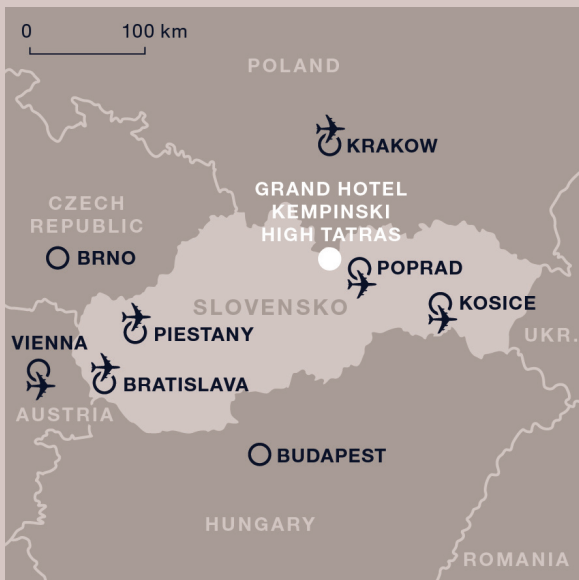 0 100 km
POLAND
KRAKOW
GRAND HOTEL
KEMPINSKI
HIGH TATRAS
CZECH
REPUBLIC
BRNO
POPRAD
SLOVENSKO
KOSICE
PIESTANY
UKR.
VIENNA
BRATISLAVA
AUSTRIA
BUDAPEST
HUNGARY
ROMANIA